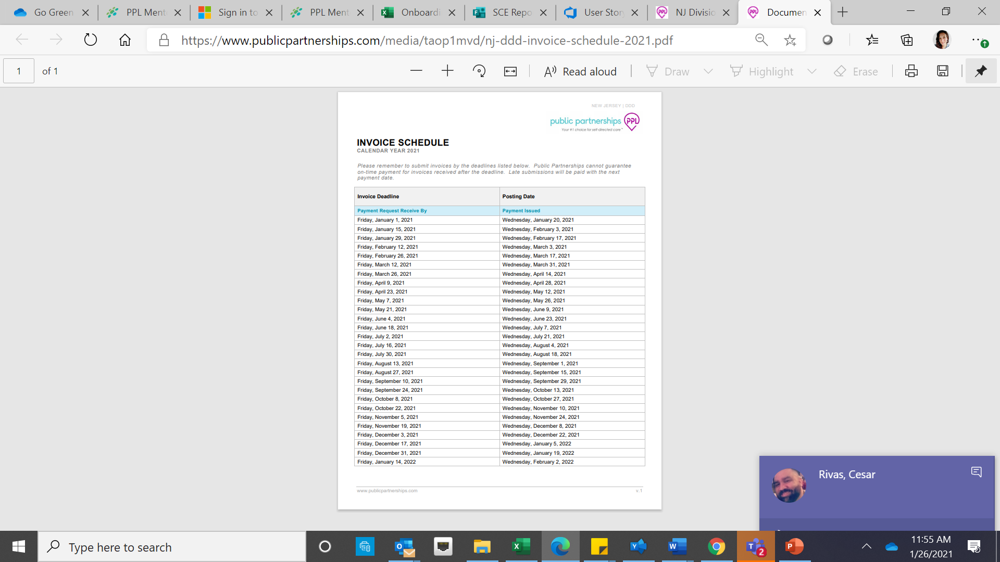 Go Green
PPL Ment
Sign in to
PPL Ment
Onboardi
SCE Repo
User Stor
NJ Divisio
Documen
https://www.publicpartnerships.com/media/taop1mvd/nj-ddd-invoice-schedule-2021.pdf
1 of 1
Read aloud
Draw
Highlight
Erase
NEW JERSEY | DDD
public partnerships PPL
Your #1 choice for self-directed care™
INVOICE SCHEDULE
CALENDAR YEAR 2021
Please remember to submit invoices by the deadlines listed below. Public Partnerships cannot guarantee
on-time payment for invoices received after the deadline. Late submissions will be paid with the next
payment date.
Invoice Deadline Posting Date
Payment Request Receive By Payment Issued
Friday, January 1, 2021 Wednesday, January 20, 2021
Friday, January 15, 2021 Wednesday, February 3, 2021
Friday, January 29, 2021 Wednesday, February 17, 2021
Friday, February 12, 2021 Wednesday, March 3, 2021
Friday, February 26, 2021 Wednesday, March 17, 2021
Friday, March 12, 2021 Wednesday, March 31, 2021
Friday, March 26, 2021 Wednesday, April 14, 2021
Friday, April 9, 2021 Wednesday, April 28, 2021
Friday, April 23, 2021 Wednesday, May 12, 2021
Friday, May 7, 2021 Wednesday, May 26, 2021
Friday, May 21, 2021 Wednesday, June 9, 2021
Friday, June 4, 2021 Wednesday, June 23, 2021
Friday, June 18, 2021 Wednesday, July 7, 2021
Friday, July 2, 2021 Wednesday, July 21, 2021
Friday, July 16, 2021 Wednesday, August 4, 2021
Friday, July 30, 2021 Wednesday, August 18, 2021
Friday, August 13, 2021 Wednesday, September 1, 2021
Friday, August 27, 2021 Wednesday, September 15, 2021
Friday, September 10, 2021 Wednesday, September 29, 2021
Friday, September 24, 2021 Wednesday, October 13, 2021
Friday, October 8, 2021 Wednesday, October 27, 2021
Friday, October 22, 2021 Wednesday, November 10, 2021
Friday, November 5, 2021 Wednesday, November 24, 2021
Friday, November 19, 2021 Wednesday, December 8, 2021
Friday, December 3, 2021 Wednesday, December 22, 2021
Friday, December 17, 2021 Wednesday, January 5, 2022
Friday, December 31, 2021 Wednesday, January 19, 2022
Friday, January 14, 2022 Wednesday, February 2, 2022
www.publicpartnerships.com v.1
Rivas, Cesar
Type here to search
2
11:55 AM
1/26/2021